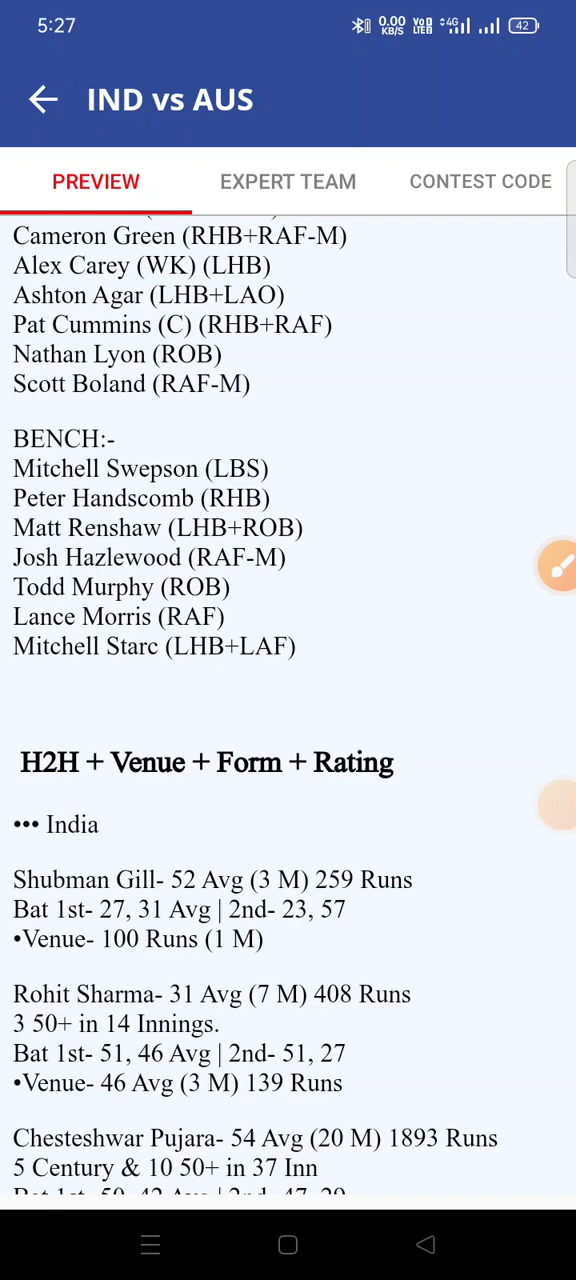 5:27
0.00 KB/S
4G
42
IND vs AUS
PREVIEW EXPERT TEAM CONTEST CODE
Cameron Green (RHB+RAF-M)
Alex Carey (WK) (LHB)
Ashton Agar (LHB+LAO)
Pat Cummins (C) (RHB+RAF)
Nathan Lyon (ROB)
Scott Boland (RAF-M)
BENCH:-
Mitchell Swepson (LBS)
Peter Handscomb (RHB)
Matt Renshaw (LHB+ROB)
Josh Hazlewood (RAF-M)
Todd Murphy (ROB)
Lance Morris (RAF)
Mitchell Starc (LHB+LAF)
H2H + Venue + Form + Rating
••• India
Shubman Gill- 52 Avg (3 M) 259 Runs
Bat 1st- 27, 31 Avg | 2nd- 23, 57
•Venue- 100 Runs (1 M)
Rohit Sharma- 31 Avg (7 M) 408 Runs
3 50+ in 14 Innings.
Bat 1st- 51, 46 Avg | 2nd- 51, 27
•Venue- 46 Avg (3 M) 139 Runs
Chesteshwar Pujara- 54 Avg (20 M) 1893 Runs
5 Century & 10 50+ in 37 Inn